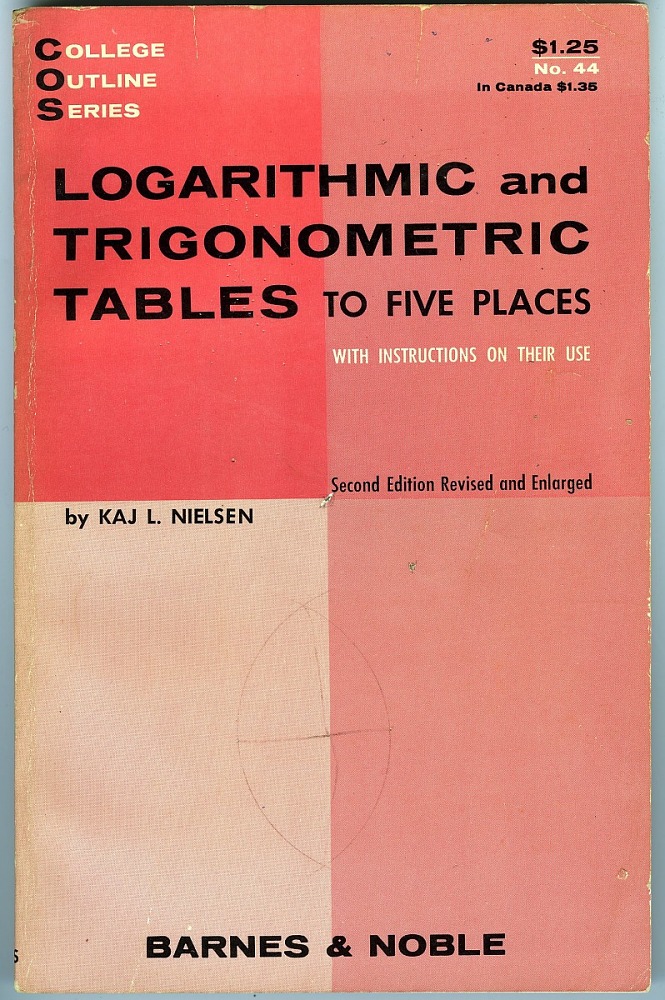 COLLEGE
OUTLINE
SERIES
$1.25
No. 44
In Canada $1.35
LOGARITHMIC and
TRIGONOMETRIC
TABLES TO FIVE PLACES
WITH INSTRUCTIONS ON THEIR USE
Second Edition Revised and Enlarged
by KAJ L. NIELSEN
BARNES & NOBLE